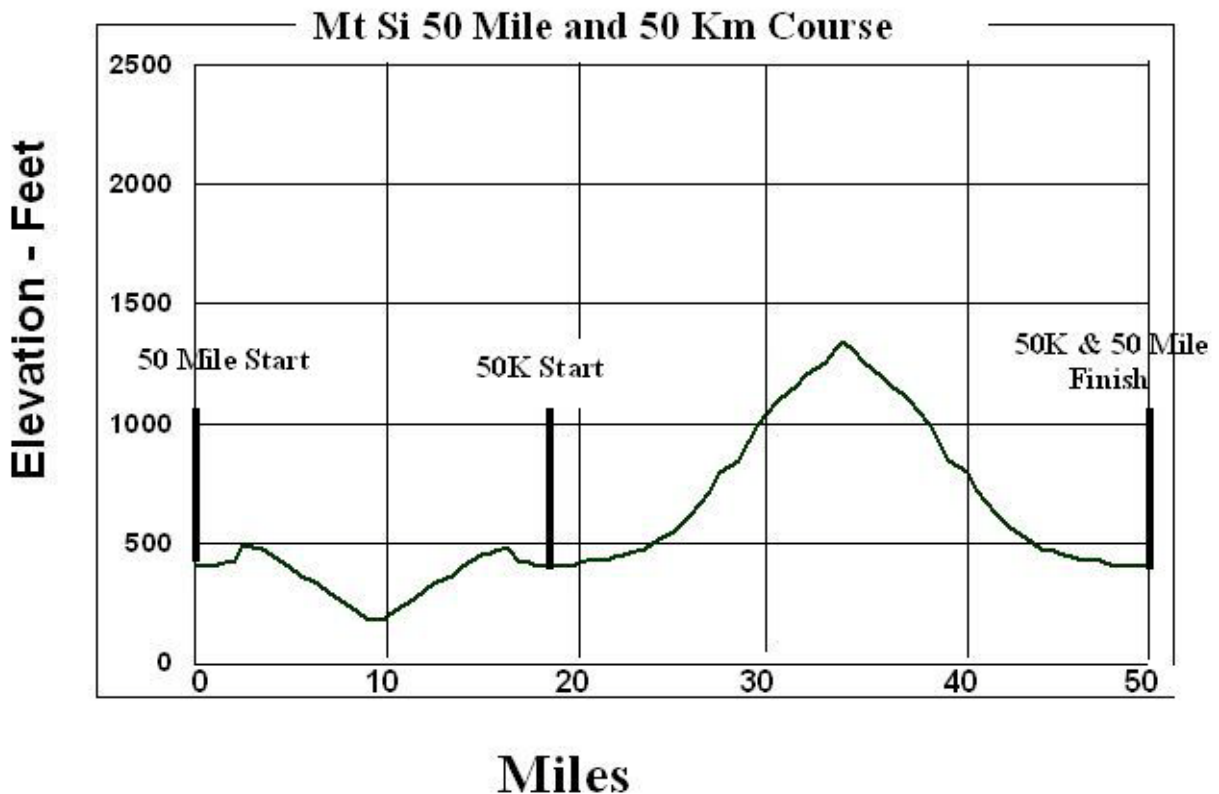 Mt Si 50 Mile and 50 Km Course
Elevation - Feet
2500
2000
1500
1000
500
0
50 Mile Start
50K Start
50K & 50 Mile
Finish
0 10 20 30 40 50
Miles